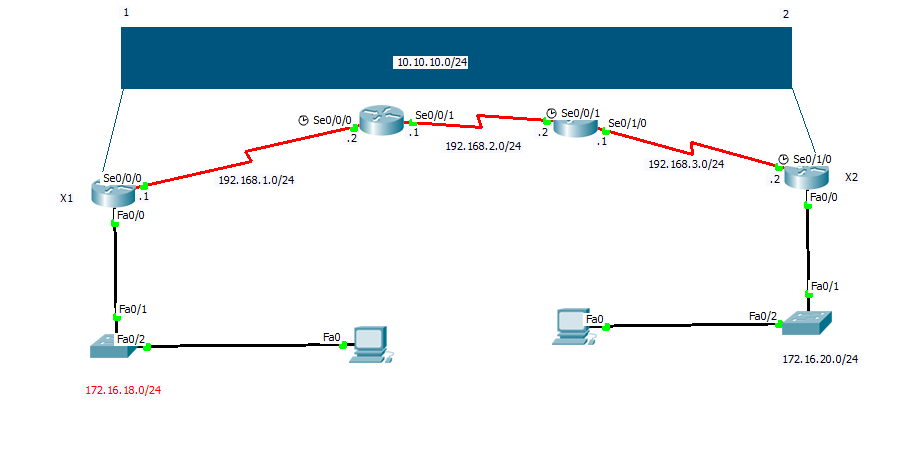 1
2
10.10.10.0/24
Se0/0/0
.2
Se0/0/1
.1
192.168.2.0/24
Se0/0/1
.2
Se0/1/0
.1
192.168.3.0/24
Se0/1/0
.2
X2
Fa0/0
Se0/0/0
.1
X1
192.168.1.0/24
Fa0/0
Fa0/1
Fa0/2
Fa0
Fa0
Fa0/2
Fa0/1
172.16.20.0/24
172.16.18.0/24